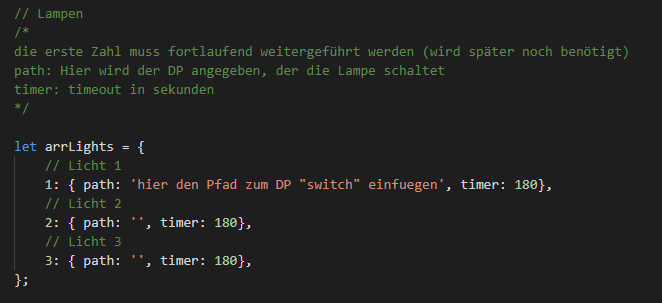 // Lampen
/*
die erste Zahl muss fortlaufend weitergeführt werden (wird später noch benötigt)
path: Hier wird der DP angegeben, der die Lampe schaltet
timer: timeout in sekunden
*/
let arrLights = {
// Licht 1
1: { path: 'hier den Pfad zum DP "switch" einfuegen', timer: 180},
// Licht 2
2: { path: '', timer: 180},
// Licht 3
3: { path: '', timer: 180},
};